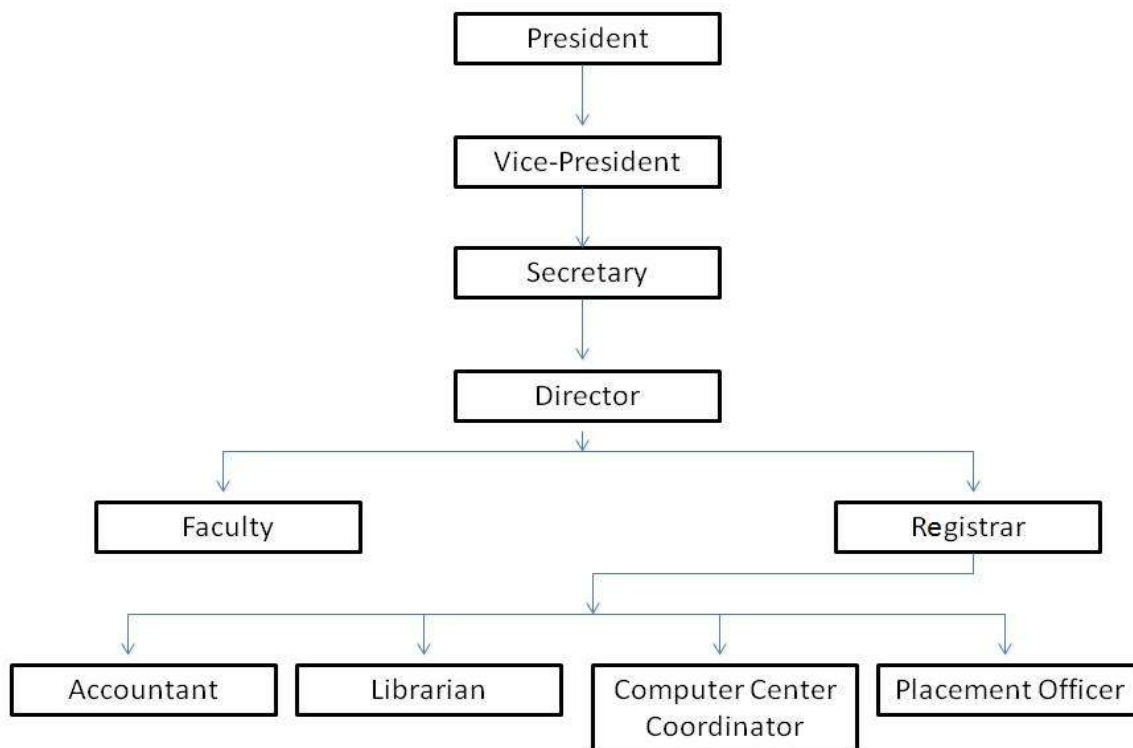 President
Vice-President
Secretary
Director
Faculty
Registrar
Accountant
Librarian
Computer Center
Coordinator
Placement Officer